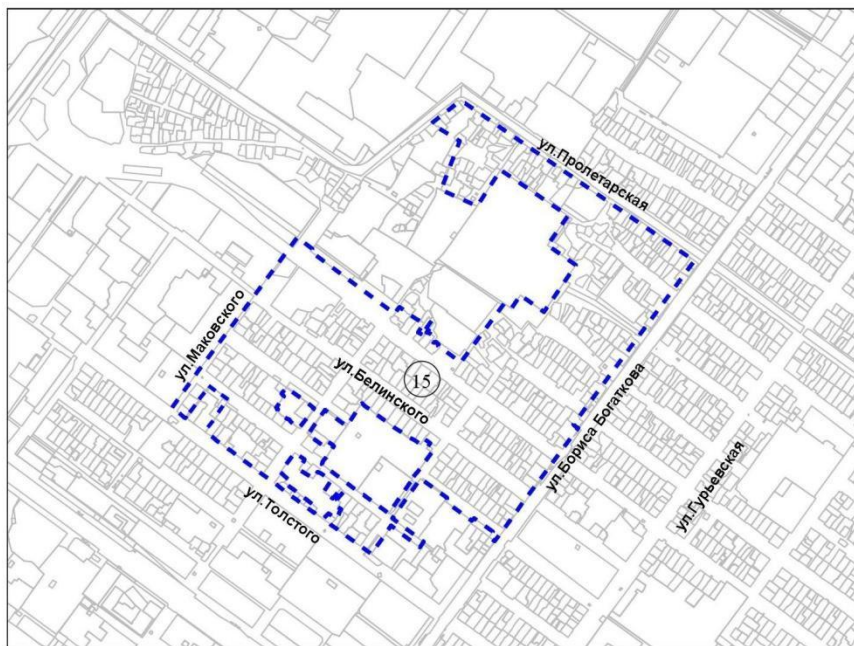 ул.Пролетарская
ул.Маковского
ул.Белинского
15
ул.Бориса Богаткова
ул.Гурьевская
ул.Толстого